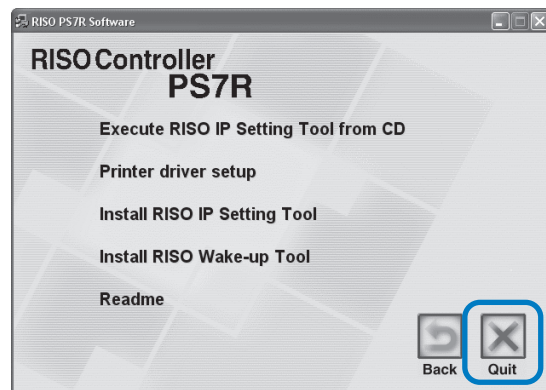 RISO PS7R Software
RISO Controller
PS7R
Execute RISO IP Setting Tool from CD
Printer driver setup
Install RISO IP Setting Tool
Install RISO Wake-up Tool
Readme
Back Quit